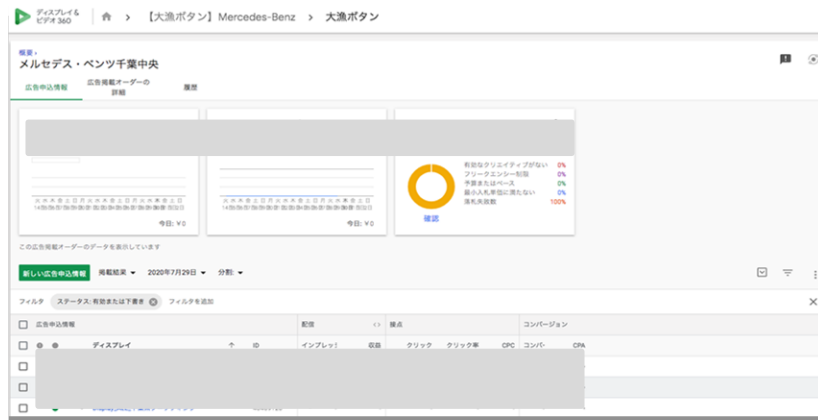 ディスプレイ&
ビデオ 360
【大漁ボタン】Mercedes-Benz > 大漁ボタン
概要
メルセデス・ベンツ千葉中央
広告申込情報
広告掲載オーダーの
詳細
履歴
有効なクリエイティブがない 0%
フリークエンシー制限 0%
予算またはペース 0%
最小入札単価に満たない 0%
落札失敗数 100%
確認
今日: ¥0
今日: ¥0
この広告掲載オーダーのデータを表示しています
新しい広告申込情報 掲載結果 2020年7月29日 分割:
フィルタ ステータス: 有効または下書き フィルタを追加
広告申込情報 配信 <> 接点 コンバージョン
ディスプレイ ID インプレッシ 収益 クリック クリック率 CPC コンバ- CPA